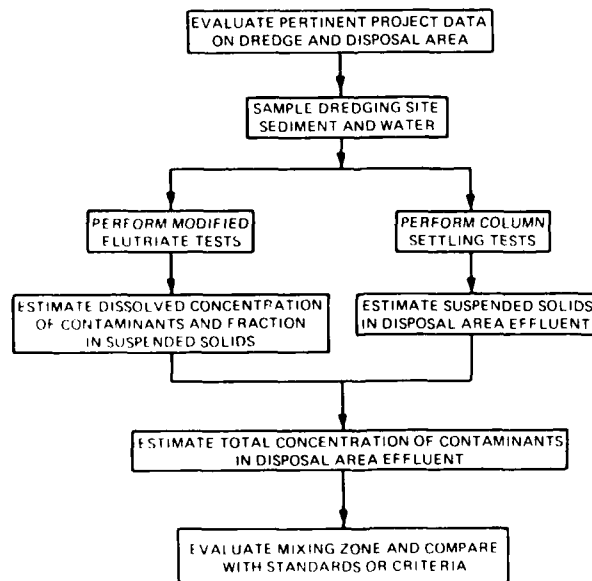 EVALUATE PERTINENT PROJECT DATA
ON DREDGE AND DISPOSAL AREA
SAMPLE DREDGING SITE
SEDIMENT AND WATER
PERFORM MODIFIED
ELUTRIATE TESTS
PERFORM COLUMN
SETTLING TESTS
ESTIMATE DISSOLVED CONCENTRATION
OF CONTAMINANTS AND FRACTION
IN SUSPENDED SOLIDS
ESTIMATE SUSPENDED SOLIDS
IN DISPOSAL AREA EFFLUENT
ESTIMATE TOTAL CONCENTRATION OF CONTAMINANTS
IN DISPOSAL AREA EFFLUENT
EVALUATE MIXING ZONE AND COMPARE
WITH STANDARDS OR CRITERIA